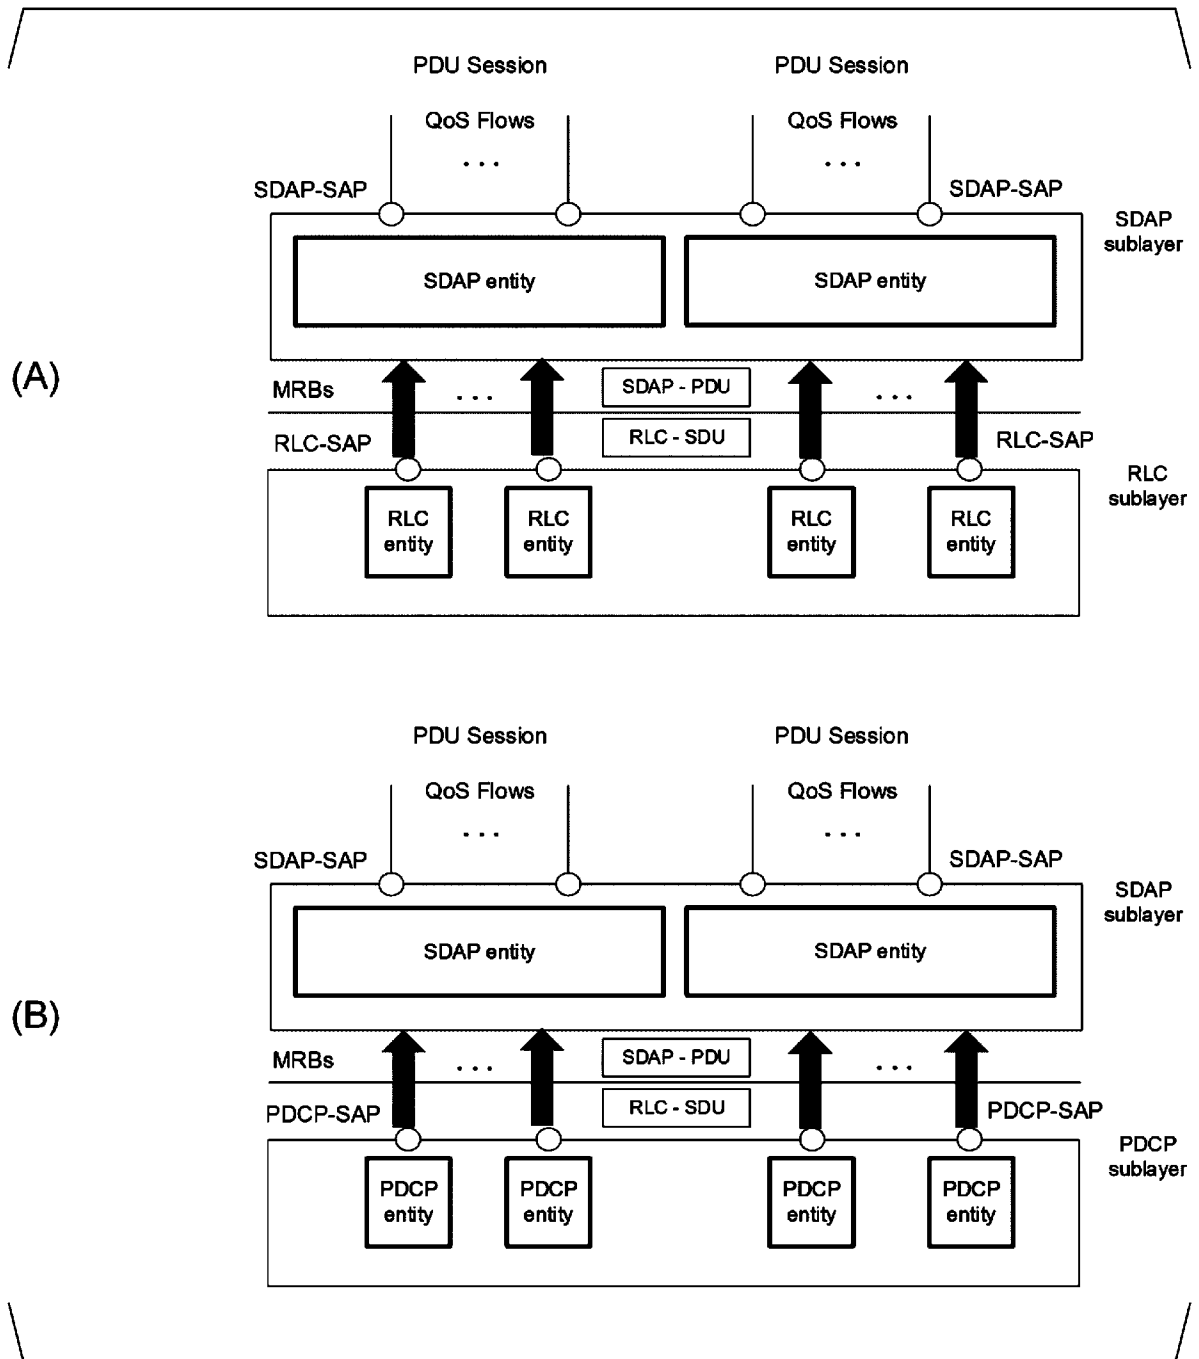 PDU Session PDU Session
QoS Flows QoS Flows
... ...
SDAP-SAP SDAP-SAP
SDAP
sublayer
SDAP entity SDAP entity
(A)
MRBs ... SDAP - PDU ...
RLC-SAP RLC - SDU RLC-SAP
RLC
sublayer
RLC RLC RLC RLC
entity entity entity entity
PDU Session PDU Session
QoS Flows QoS Flows
... ...
SDAP-SAP SDAP-SAP
SDAP
sublayer
SDAP entity SDAP entity
(B)
MRBs ... SDAP - PDU ...
PDCP-SAP RLC - SDU PDCP-SAP
PDCP
sublayer
PDCP PDCP PDCP PDCP
entity entity entity entity